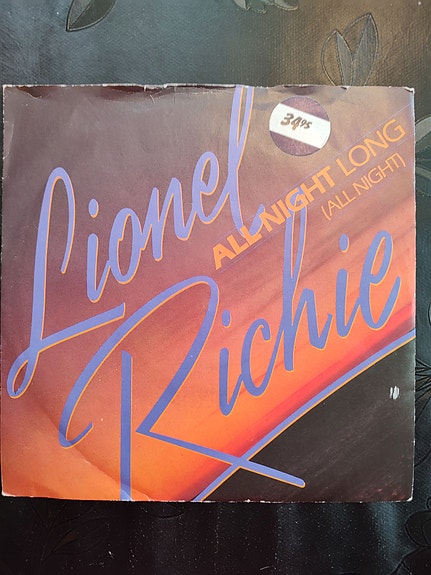 Lionel
Richie
ALL NIGHT LONG
(ALL NIGHT)
34.95